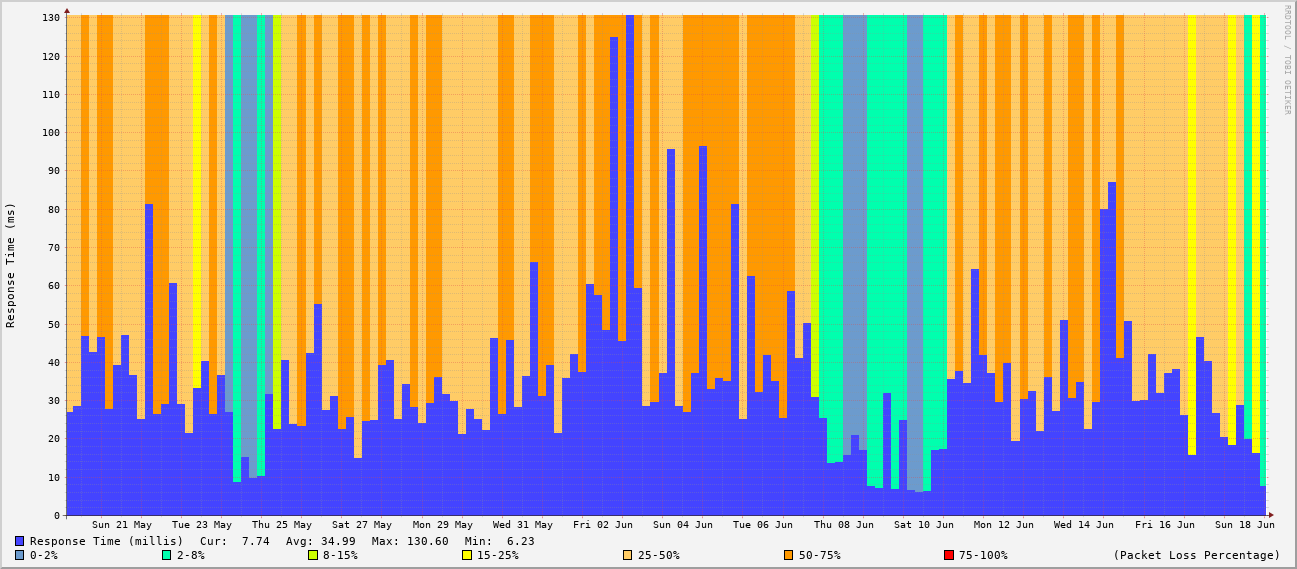 RRDTOOL / TOBI OETIKER
Response Time (ms)
130
120
110
100
90
80
70
60
50
40
30
20
10
0
Sun 21 May Tue 23 May Thu 25 May Sat 27 May Mon 29 May Wed 31 May Fri 02 Jun Sun 04 Jun Tue 06 Jun Thu 08 Jun Sat 10 Jun Mon 12 Jun Wed 14 Jun Fri 16 Jun Sun 18 Jun
Response Time (millis) Cur: 7.74 Avg: 34.99 Max: 130.60 Min: 6.23
0-2% 2-8% 8-15% 15-25% 25-50% 50-75% 75-100% (Packet Loss Percentage)